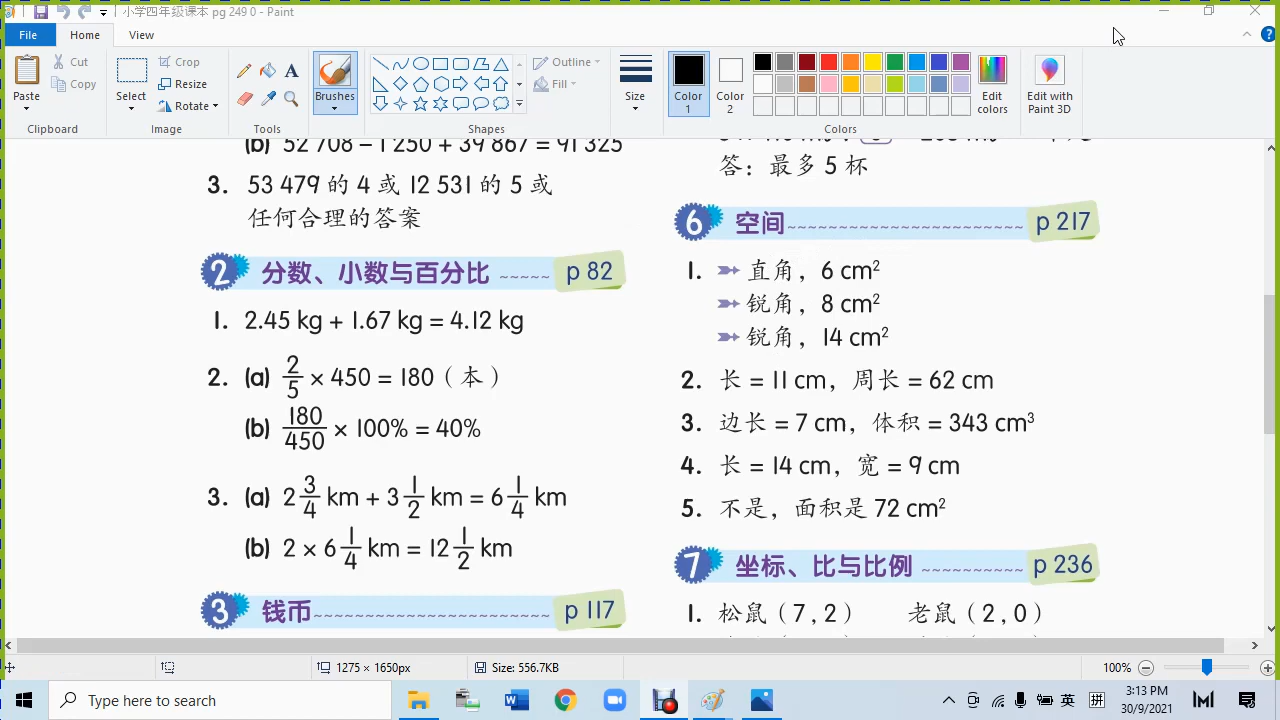 小学四年级课本 pg 249 0 - Paint
File Home View
Paste
Cut
Copy
Clipboard
Select
Crop
Resize
Rotate
Image
A
Tools
Brushes
Outline
Fill
Shapes
Size
Color 1
Color 2
Edit colors
Colors
Edit with Paint 3D
(b) 52 708 – 1 250 + 39 867 = 91 325
3. 53 479 的 4 或 12 531 的 5 或
任何合理的答案
2 分数、小数与百分比 ~~~~~ p 82
1. 2.45 kg + 1.67 kg = 4.12 kg
2. (a) 2/5 × 450 = 180（本）
(b) 180/450 × 100% = 40%
3. (a) 2 3/4 km + 3 1/2 km = 6 1/4 km
(b) 2 × 6 1/4 km = 12 1/2 km
3 钱币 p 117
答：最多 5 杯
6 空间 p 217
1. ➳ 直角，6 cm²
➳ 锐角，8 cm²
➳ 锐角，14 cm²
2. 长 = 11 cm，周长 = 62 cm
3. 边长 = 7 cm，体积 = 343 cm³
4. 长 = 14 cm，宽 = 9 cm
5. 不是，面积是 72 cm²
7 坐标、比与比例 p 236
1. 松鼠（7 , 2） 老鼠（2 , 0）
1275 × 1650px
Size: 556.7KB
100%
Type here to search
英
拼
3:13 PM
30/9/2021